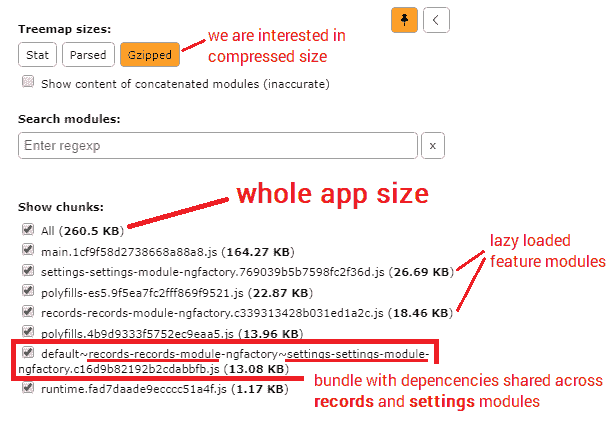 Treemap sizes:
we are interested in
compressed size
Stat
Parsed
Gzipped
Show content of concatenated modules (inaccurate)
Search modules:
Enter regexp
x
whole app size
Show chunks:
All (260.5 KB)
main.1cf9f58d2738668a88a8.js (164.27 KB)
lazy loaded
feature modules
settings-settings-module-ngfactory.769039b5b7598fc2f36d.js (26.69 KB)
polyfills-es5.9f5ea7fc2fff869f9521.js (22.87 KB)
records-records-module-ngfactory.c339313428b031ed1a2c.js (18.46 KB)
polyfills.4b9d9333f5752ec9eaa5.js (13.96 KB)
default~records-records-module-ngfactory~settings-settings-module-
ngfactory.c16d9b82192b2cdabbfb.js (13.08 KB)
bundle with depencencies shared across
records and settings modules
runtime.fad7daade9ecccc51a4f.js (1.17 KB)